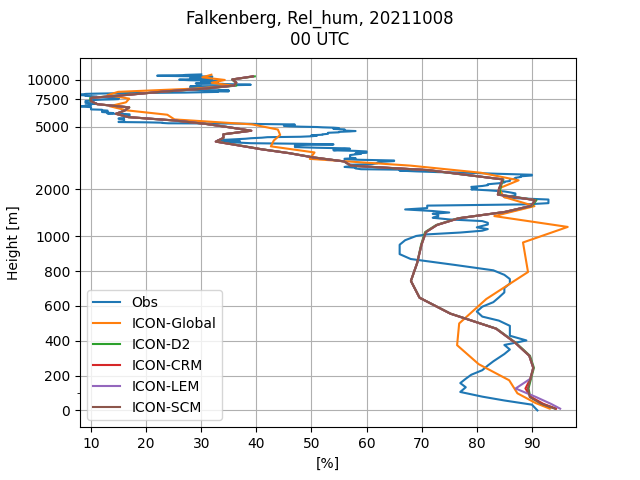 Falkenberg, Rel_hum, 20211008
00 UTC
Height [m]
10000
7500
5000
2000
1000
800
600
400
200
0
Obs
ICON-Global
ICON-D2
ICON-CRM
ICON-LEM
ICON-SCM
10
20
30
40
50
60
70
80
90
[%]